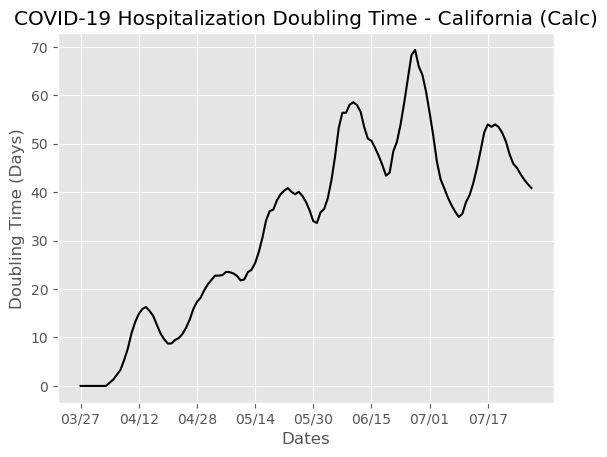 COVID-19 Hospitalization Doubling Time - California (Calc)
70
60
50
40
30
20
10
0
Doubling Time (Days)
03/27 04/12 04/28 05/14 05/30 06/15 07/01 07/17
Dates